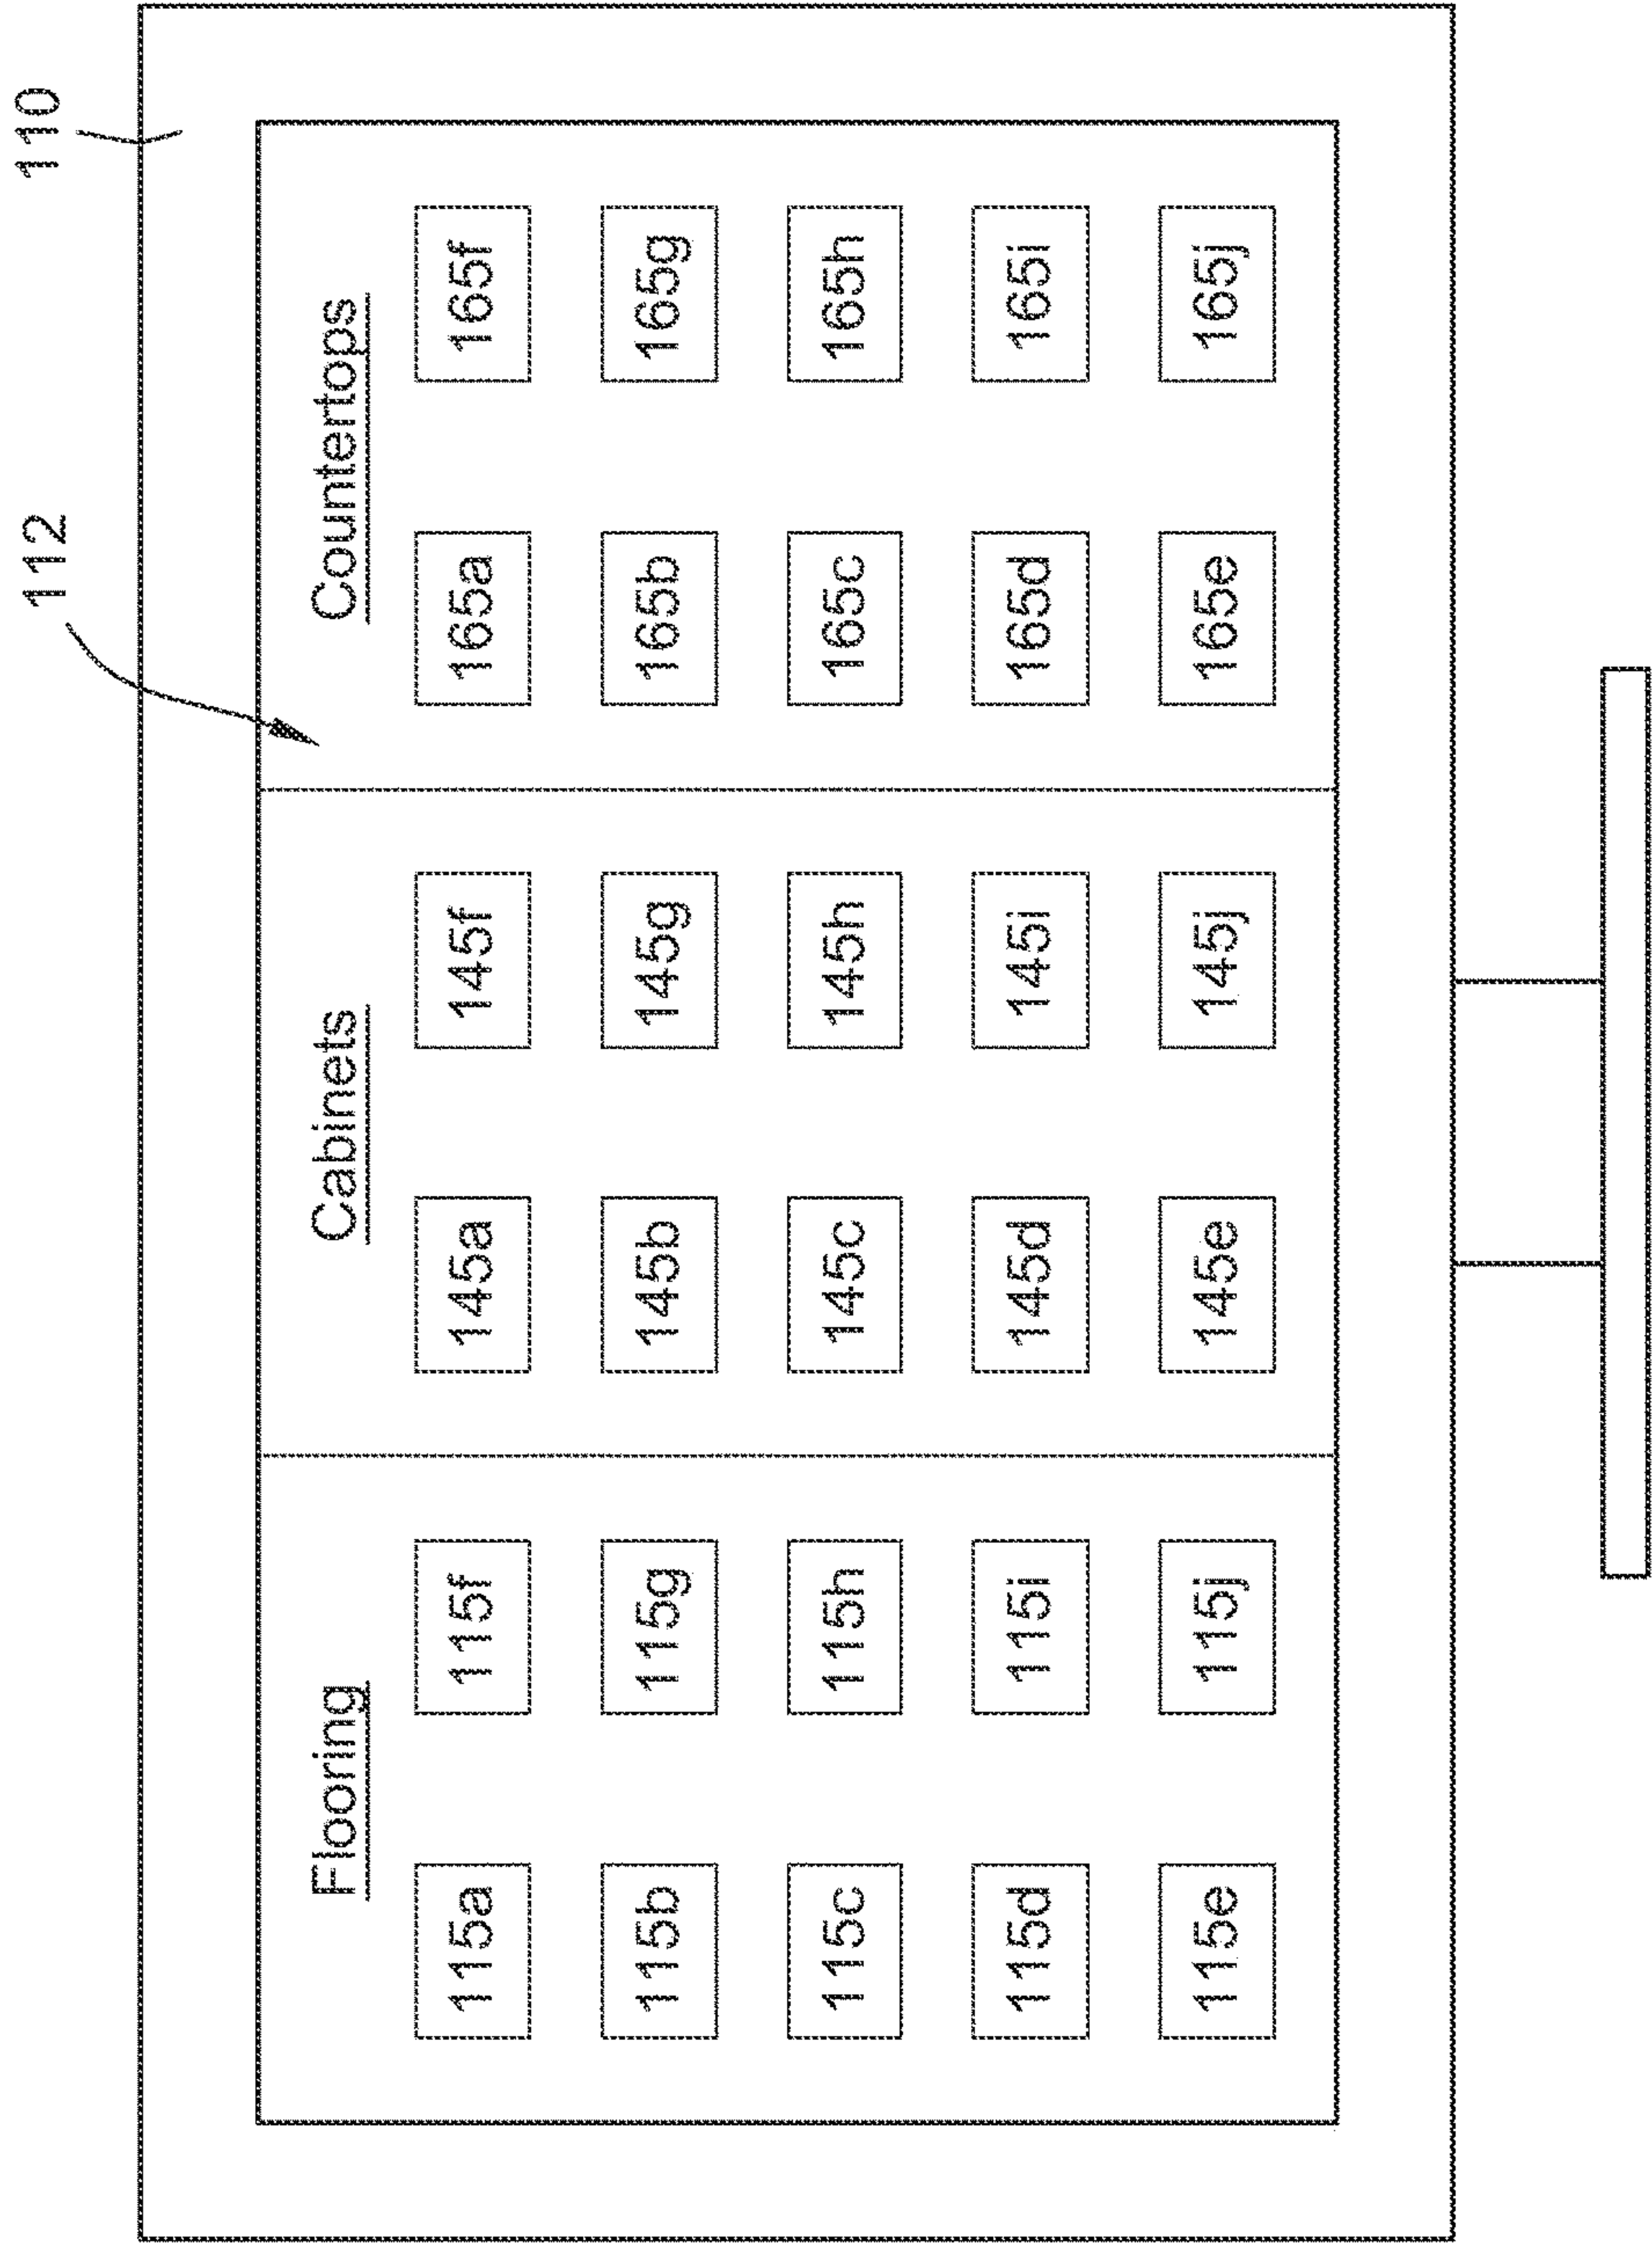 110
112
Flooring Cabinets Countertops
115a 115f 145a 145f 165a 165f
115b 115g 145b 145g 165b 165g
115c 115h 145c 145h 165c 165h
115d 115i 145d 145i 165d 165i
115e 115j 145e 145j 165e 165j